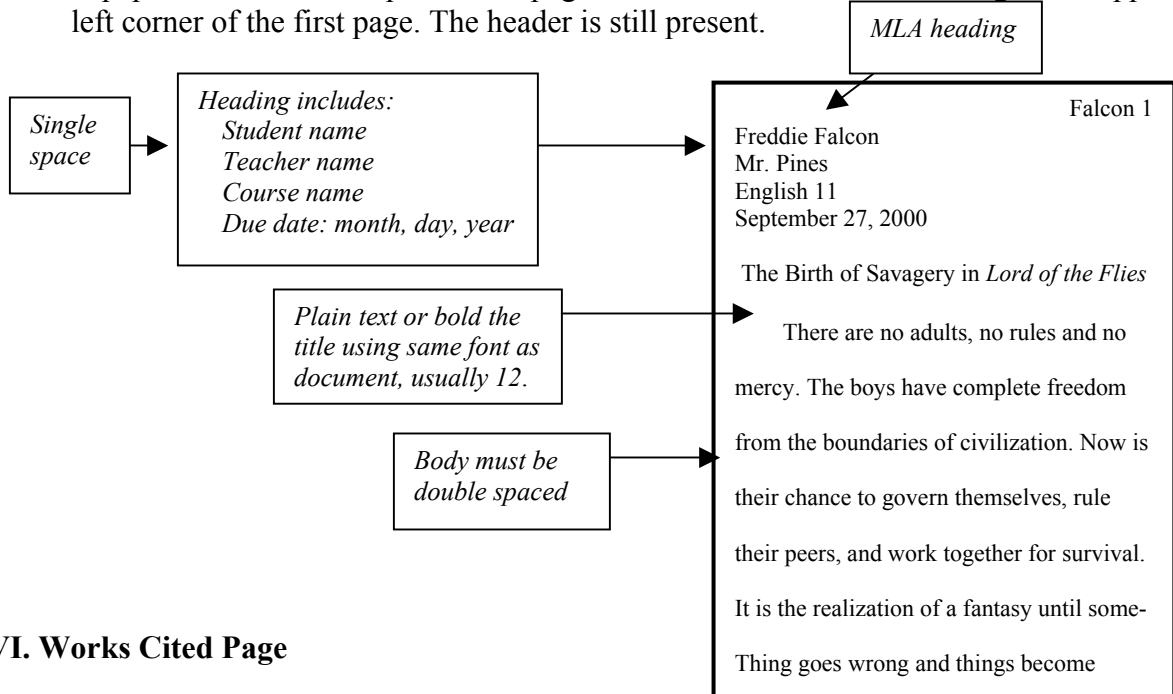 left corner of the first page. The header is still present.
MLA heading
Single
space
Heading includes:
Student name
Teacher name
Course name
Due date: month, day, year
Falcon 1
Freddie Falcon
Mr. Pines
English 11
September 27, 2000
The Birth of Savagery in Lord of the Flies
Plain text or bold the
title using same font as
document, usually 12.
There are no adults, no rules and no
mercy. The boys have complete freedom
from the boundaries of civilization. Now is
their chance to govern themselves, rule
their peers, and work together for survival.
It is the realization of a fantasy until some-
Thing goes wrong and things become
Body must be
double spaced
VI. Works Cited Page